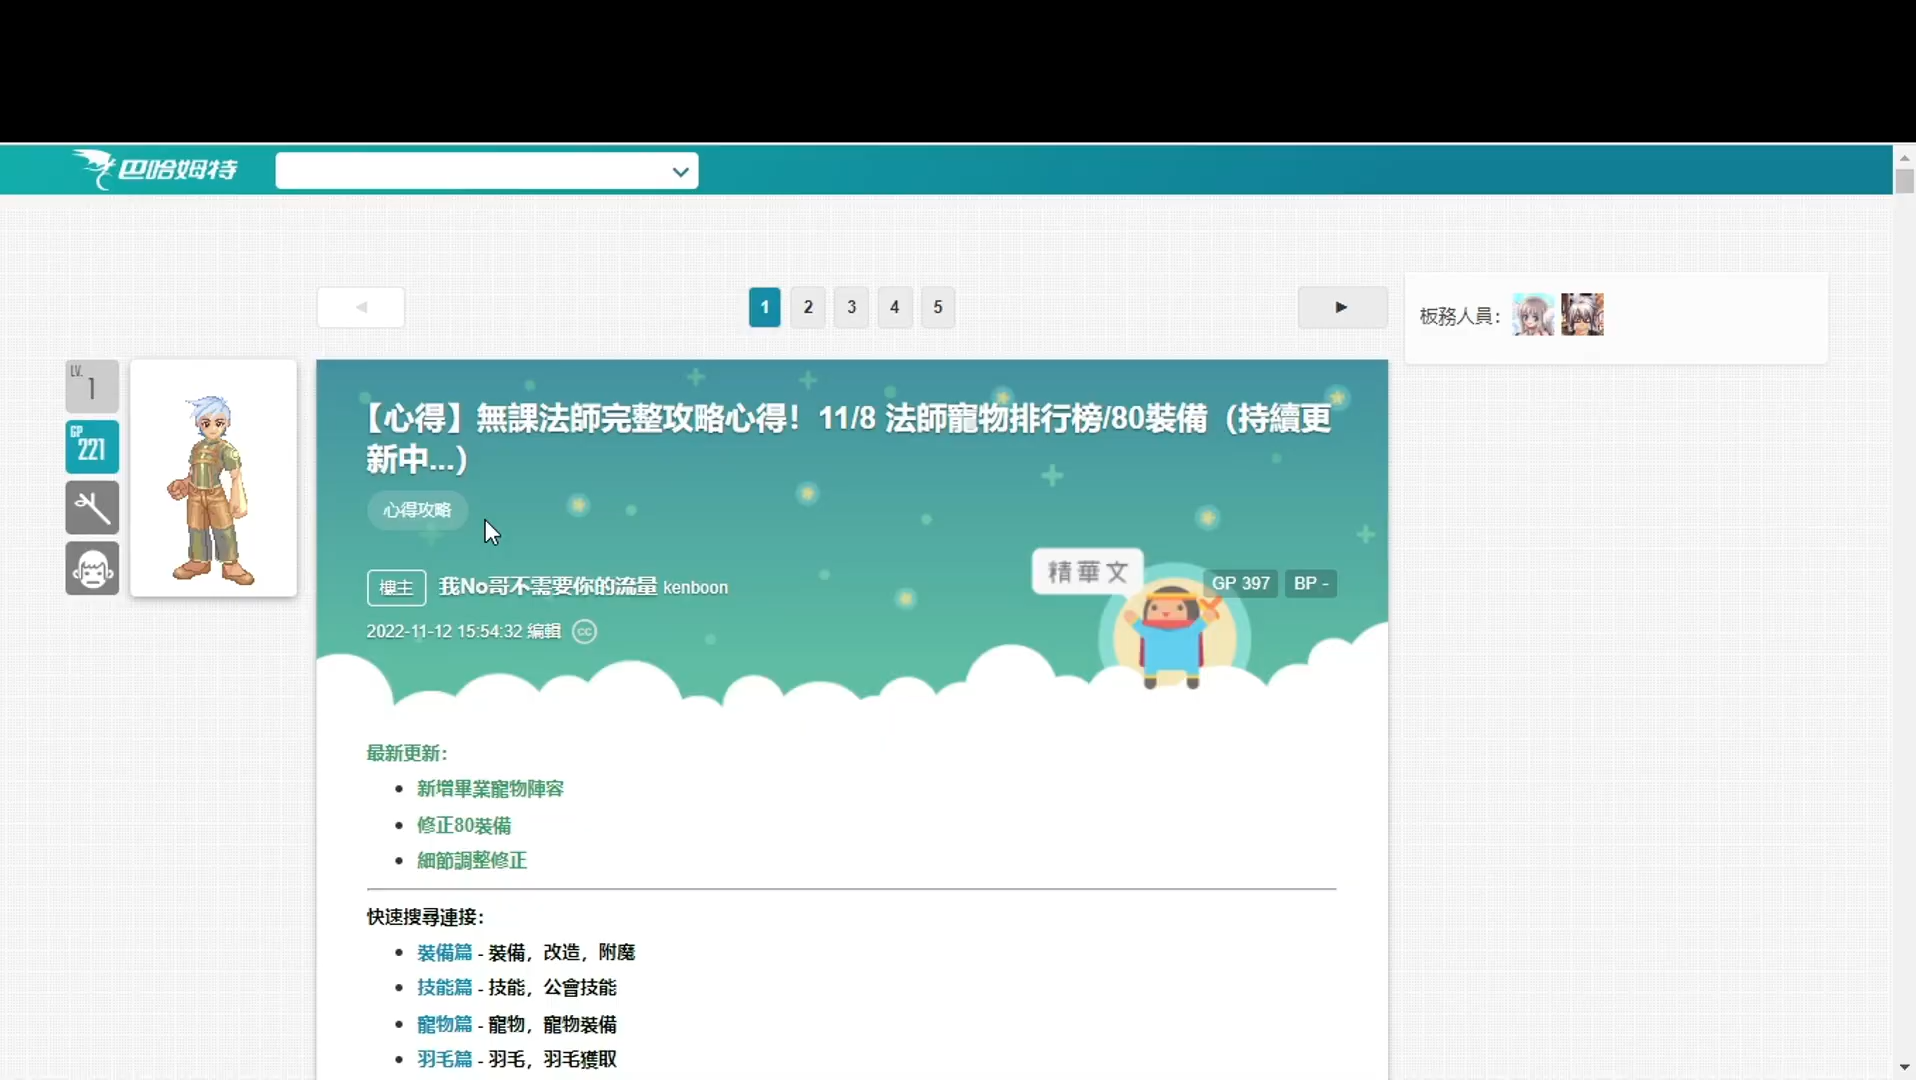 巴哈姆特
1 2 3 4 5
板務人員：
LV. 1
GP 221
【心得】無課法師完整攻略心得！11/8 法師寵物排行榜/80裝備（持續更
新中...）
心得攻略
精華文
GP 397 BP -
樓主 我No哥不需要你的流量 kenboon
2022-11-12 15:54:32 編輯 cc
最新更新：
新增畢業寵物陣容
修正80裝備
細節調整修正
快速搜尋連接：
裝備篇 - 裝備，改造，附魔
技能篇 - 技能，公會技能
寵物篇 - 寵物，寵物裝備
羽毛篇 - 羽毛，羽毛獲取